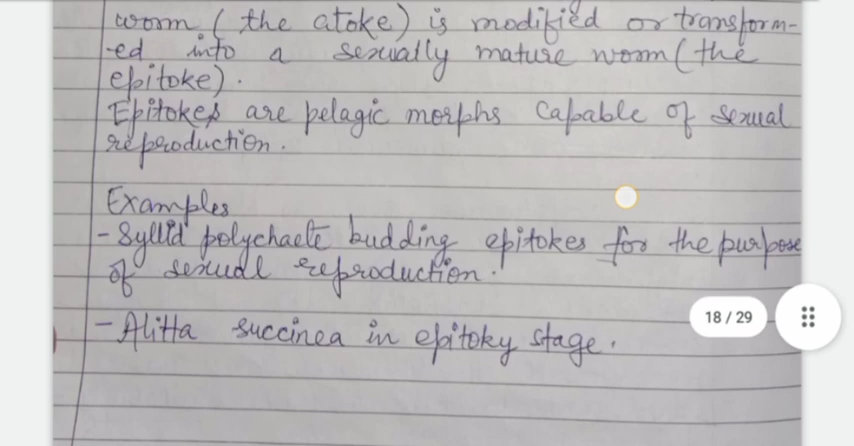 worm (the atoke) is modified or transform-
-ed into a sexually mature worm (the
epitoke).
Epitokes are pelagic morphs capable of sexual
reproduction.
Examples
- Syllid polychaete budding epitokes for the purpose
of sexual reproduction.
18 / 29
- Alitta succinea in epitoky stage.